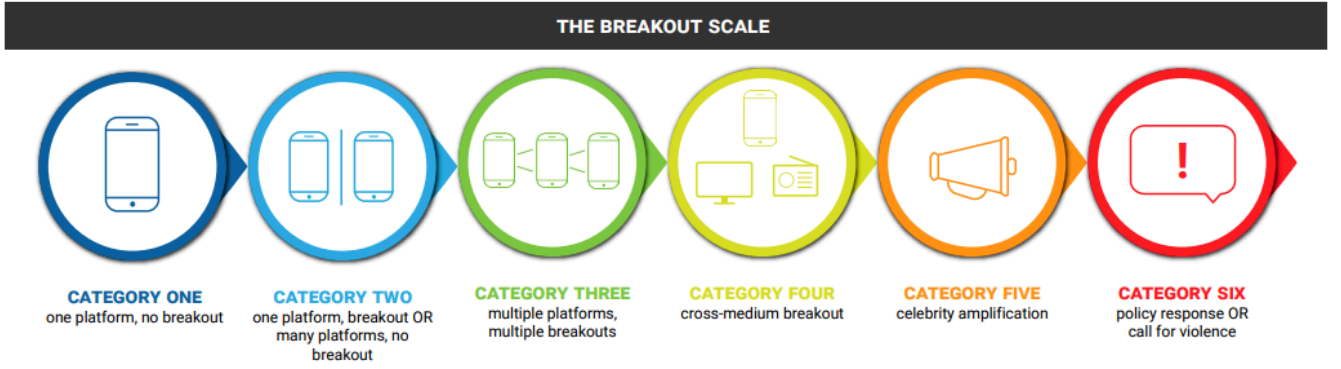 THE BREAKOUT SCALE
!
CATEGORY ONE
one platform, no breakout
CATEGORY TWO
one platform, breakout OR
many platforms, no
breakout
CATEGORY THREE
multiple platforms,
multiple breakouts
CATEGORY FOUR
cross-medium breakout
CATEGORY FIVE
celebrity amplification
CATEGORY SIX
policy response OR
call for violence